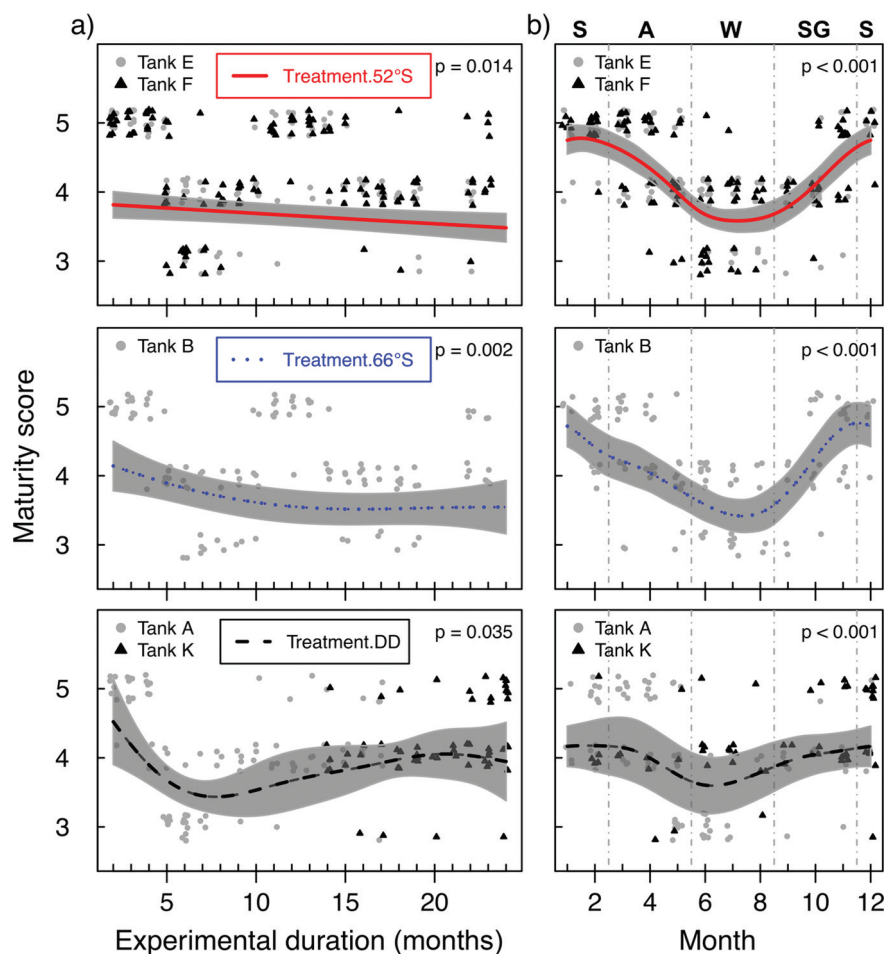 a)
b)
S A W SG S
Tank E
Tank F
Treatment.52°S
p = 0.014
Tank E
Tank F
p < 0.001
5
4
3
Tank B
Treatment.66°S
p = 0.002
Tank B
p < 0.001
5
4
3
Maturity score
Tank A
Tank K
Treatment.DD
p = 0.035
Tank A
Tank K
p < 0.001
5
4
3
5 10 15 20
2 4 6 8 10 12
Experimental duration (months)
Month